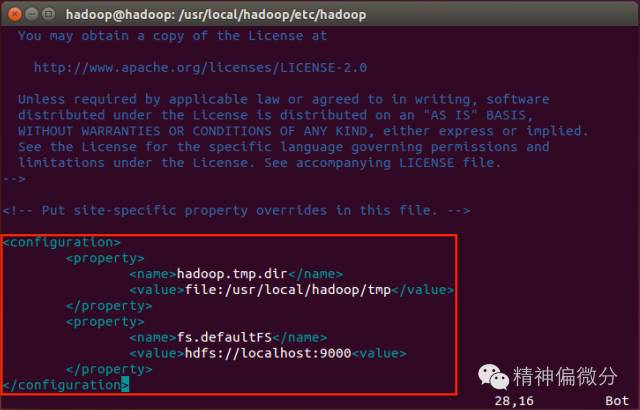 hadoop@hadoop: /usr/local/hadoop/etc/hadoop
You may obtain a copy of the License at
http://www.apache.org/licenses/LICENSE-2.0
Unless required by applicable law or agreed to in writing, software
distributed under the License is distributed on an "AS IS" BASIS,
WITHOUT WARRANTIES OR CONDITIONS OF ANY KIND, either express or implied.
See the License for the specific language governing permissions and
limitations under the License. See accompanying LICENSE file.
-->
<!-- Put site-specific property overrides in this file. -->
<configuration>
<property>
<name>hadoop.tmp.dir</name>
<value>file:/usr/local/hadoop/tmp</value>
</property>
<property>
<name>fs.defaultFS</name>
<value>hdfs://localhost:9000<value>
</property>
</configuration>
精神偏微分
28,16 Bot